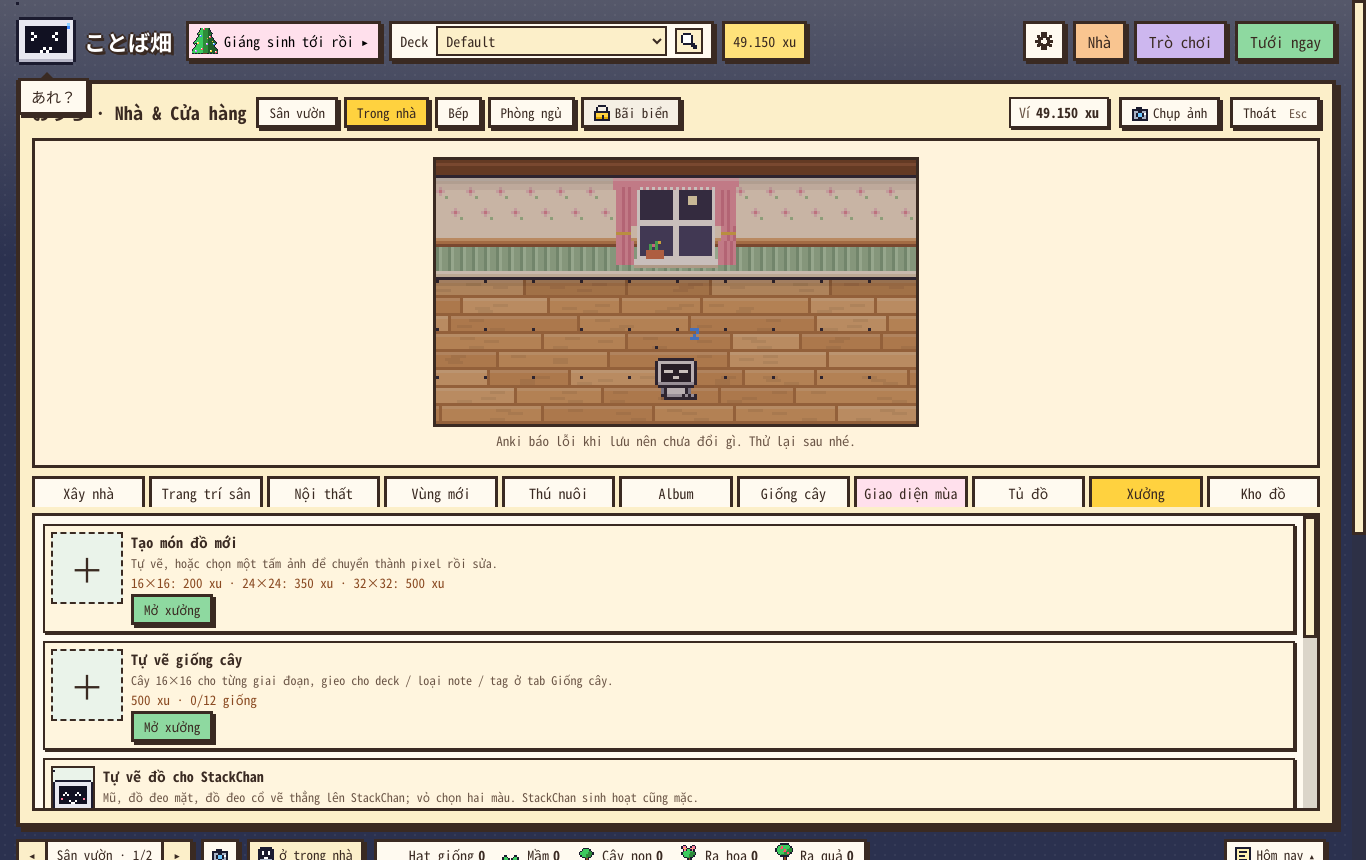 ことば畑
Giáng sinh tới rồi ▸
Deck
Default
49.150 xu
Nhà
Trò chơi
Tưới ngay
あれ？
· Nhà & Cửa hàng
Sân vườn
Trong nhà
Bếp
Phòng ngủ
Bãi biển
Ví 49.150 xu
Chụp ảnh
Thoát Esc
Anki báo lỗi khi lưu nên chưa đổi gì. Thử lại sau nhé.
Xây nhà
Trang trí sân
Nội thất
Vùng mới
Thú nuôi
Album
Giống cây
Giao diện mùa
Tủ đồ
Xưởng
Kho đồ
Tạo món đồ mới
Tự vẽ, hoặc chọn một tấm ảnh để chuyển thành pixel rồi sửa.
16×16: 200 xu · 24×24: 350 xu · 32×32: 500 xu
Mở xưởng
Tự vẽ giống cây
Cây 16×16 cho từng giai đoạn, gieo cho deck / loại note / tag ở tab Giống cây.
500 xu · 0/12 giống
Mở xưởng
Tự vẽ đồ cho StackChan
Mũ, đồ đeo mặt, đồ đeo cổ vẽ thẳng lên StackChan; vỏ chọn hai màu. StackChan sinh hoạt cũng mặc.
◂ Sân vườn · 1/2 ▸
ở trong nhà
Hạt giống 0
Mầm 0
Cây non 0
Ra hoa 0
Ra quả 0
Hôm nay ▴